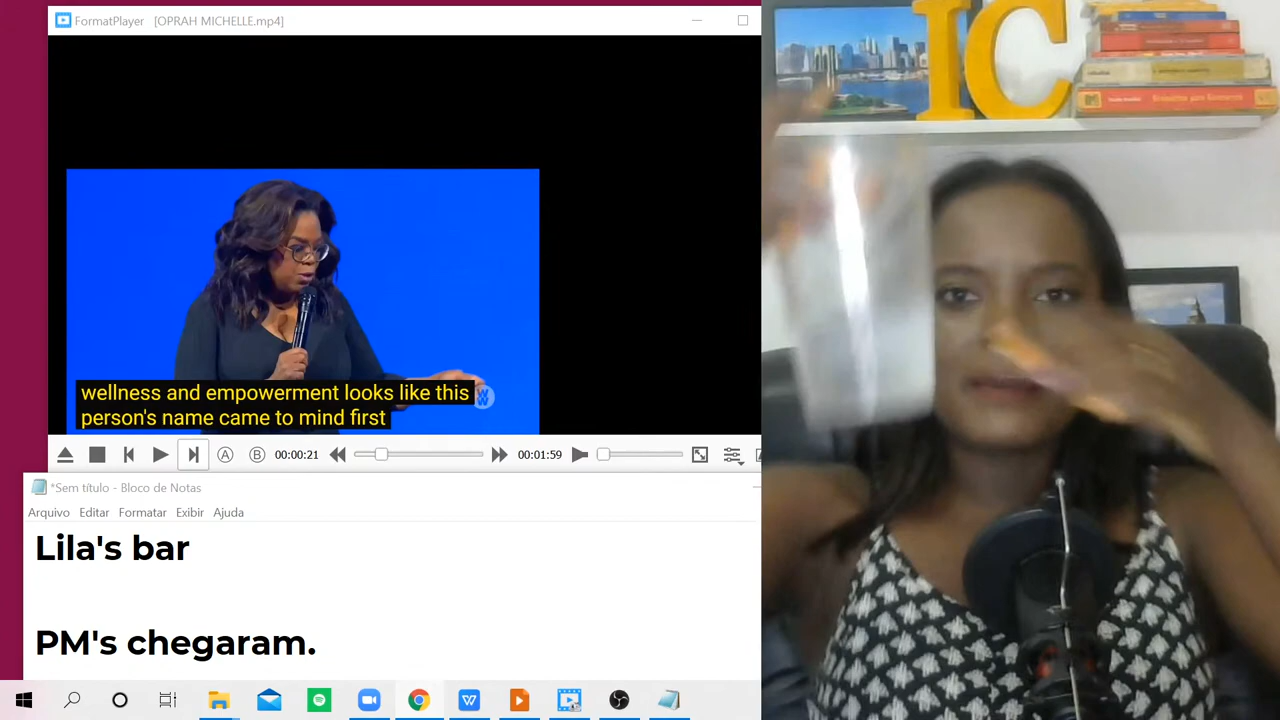 FormatPlayer [OPRAH MICHELLE.mp4]
IC
W
wellness and empowerment looks like this
person's name came to mind first
A
B
00:00:21
00:01:59
*Sem título - Bloco de Notas
Arquivo Editar Formatar Exibir Ajuda
Lila's bar
PM's chegaram.